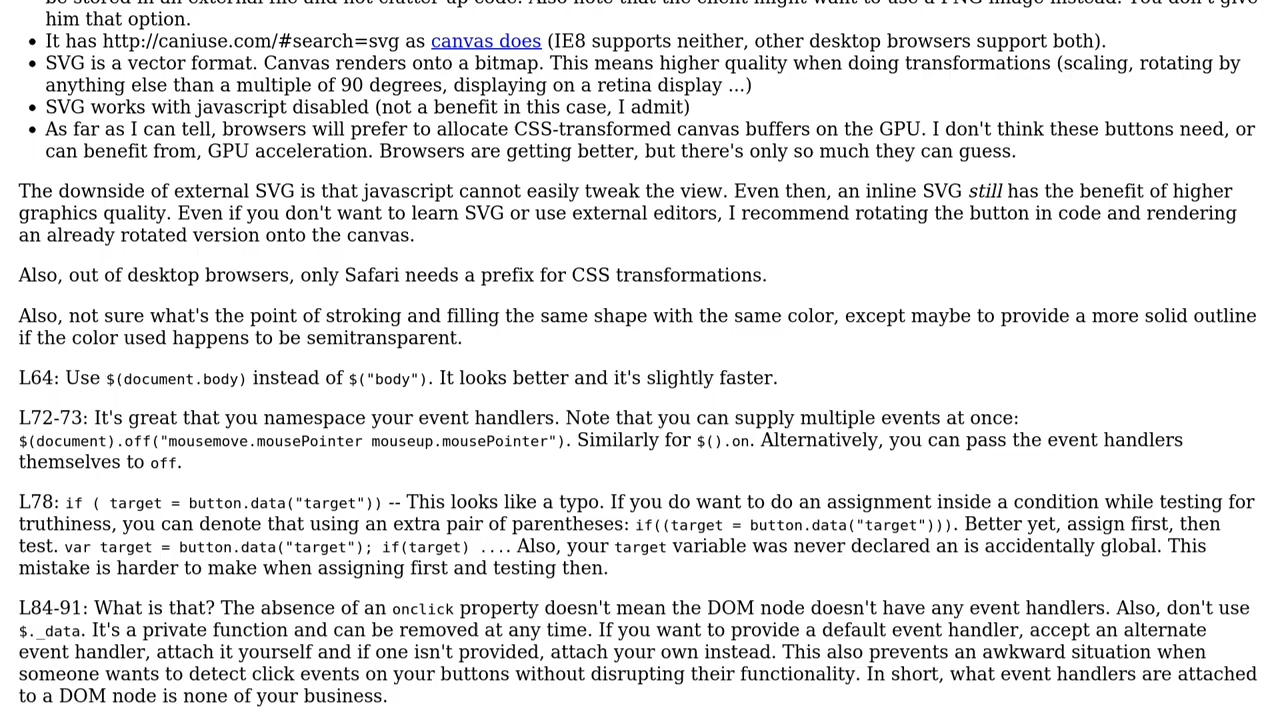 him that option.
It has http://caniuse.com/#search=svg as canvas does (IE8 supports neither, other desktop browsers support both).
SVG is a vector format. Canvas renders onto a bitmap. This means higher quality when doing transformations (scaling, rotating by
anything else than a multiple of 90 degrees, displaying on a retina display ...)
SVG works with javascript disabled (not a benefit in this case, I admit)
As far as I can tell, browsers will prefer to allocate CSS-transformed canvas buffers on the GPU. I don't think these buttons need, or
can benefit from, GPU acceleration. Browsers are getting better, but there's only so much they can guess.
The downside of external SVG is that javascript cannot easily tweak the view. Even then, an inline SVG still has the benefit of higher
graphics quality. Even if you don't want to learn SVG or use external editors, I recommend rotating the button in code and rendering
an already rotated version onto the canvas.
Also, out of desktop browsers, only Safari needs a prefix for CSS transformations.
Also, not sure what's the point of stroking and filling the same shape with the same color, except maybe to provide a more solid outline
if the color used happens to be semitransparent.
L64: Use $(document.body) instead of $("body"). It looks better and it's slightly faster.
L72-73: It's great that you namespace your event handlers. Note that you can supply multiple events at once:
$(document).off("mousemove.mousePointer mouseup.mousePointer"). Similarly for $().on. Alternatively, you can pass the event handlers
themselves to off.
L78: if ( target = button.data("target")) -- This looks like a typo. If you do want to do an assignment inside a condition while testing for
truthiness, you can denote that using an extra pair of parentheses: if((target = button.data("target"))). Better yet, assign first, then
test. var target = button.data("target"); if(target) .... Also, your target variable was never declared an is accidentally global. This
mistake is harder to make when assigning first and testing then.
L84-91: What is that? The absence of an onclick property doesn't mean the DOM node doesn't have any event handlers. Also, don't use
$._data. It's a private function and can be removed at any time. If you want to provide a default event handler, accept an alternate
event handler, attach it yourself and if one isn't provided, attach your own instead. This also prevents an awkward situation when
someone wants to detect click events on your buttons without disrupting their functionality. In short, what event handlers are attached
to a DOM node is none of your business.